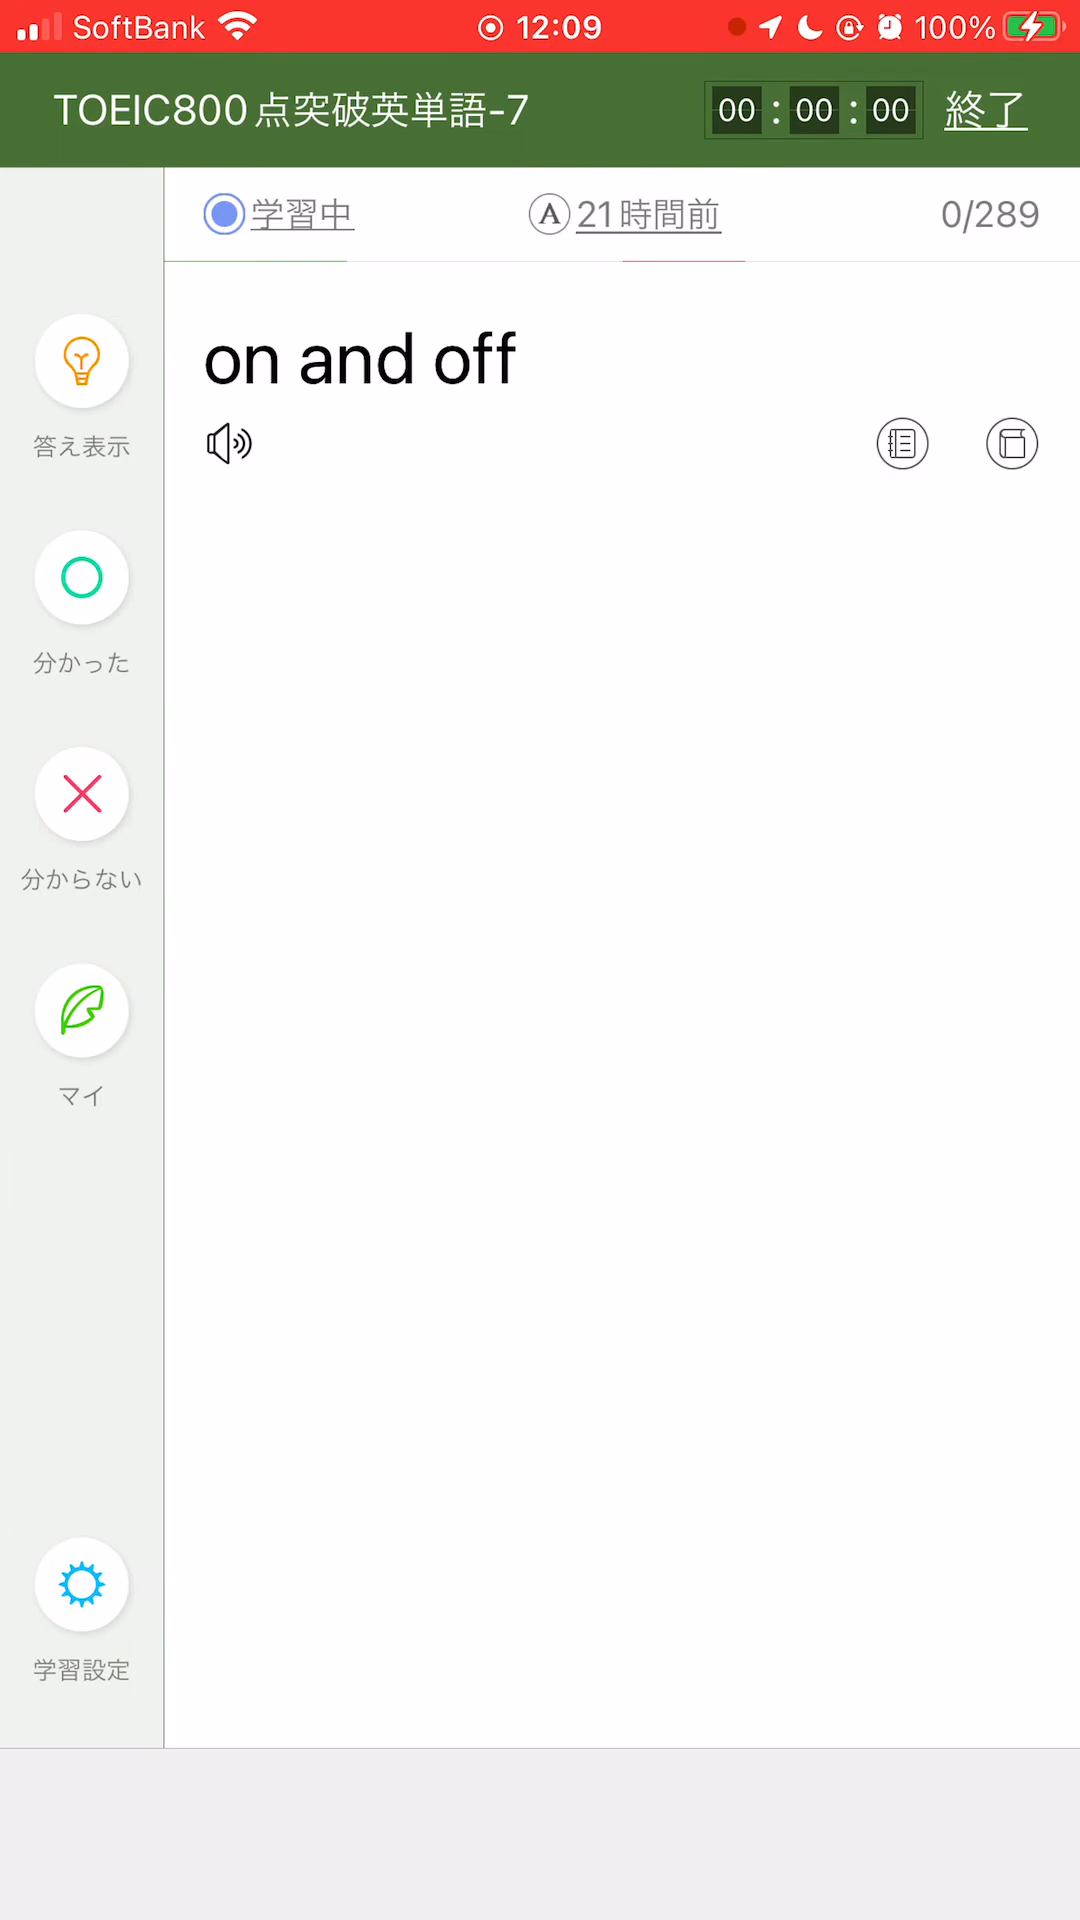 SoftBank 12:09 100%
TOEIC800点突破英単語-7 00:00:00 終了
学習中 A 21時間前 0/289
on and off
答え表示
分かった
分からない
マイ
学習設定